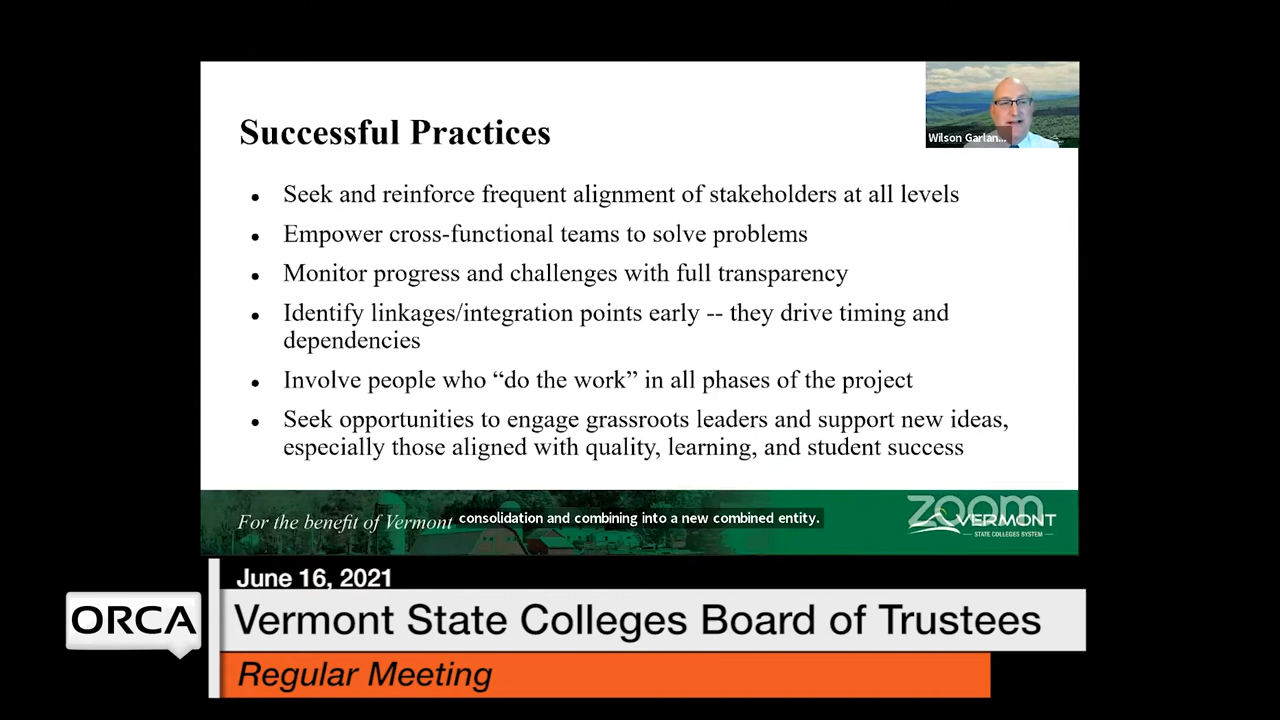 Wilson Garlan...
Successful Practices
• Seek and reinforce frequent alignment of stakeholders at all levels
• Empower cross-functional teams to solve problems
• Monitor progress and challenges with full transparency
• Identify linkages/integration points early -- they drive timing and
dependencies
• Involve people who “do the work” in all phases of the project
• Seek opportunities to engage grassroots leaders and support new ideas,
especially those aligned with quality, learning, and student success
For the benefit of Vermont
consolidation and combining into a new combined entity.
zoom
VERMONT
STATE COLLEGES SYSTEM
June 16, 2021
ORCA
Vermont State Colleges Board of Trustees
Regular Meeting